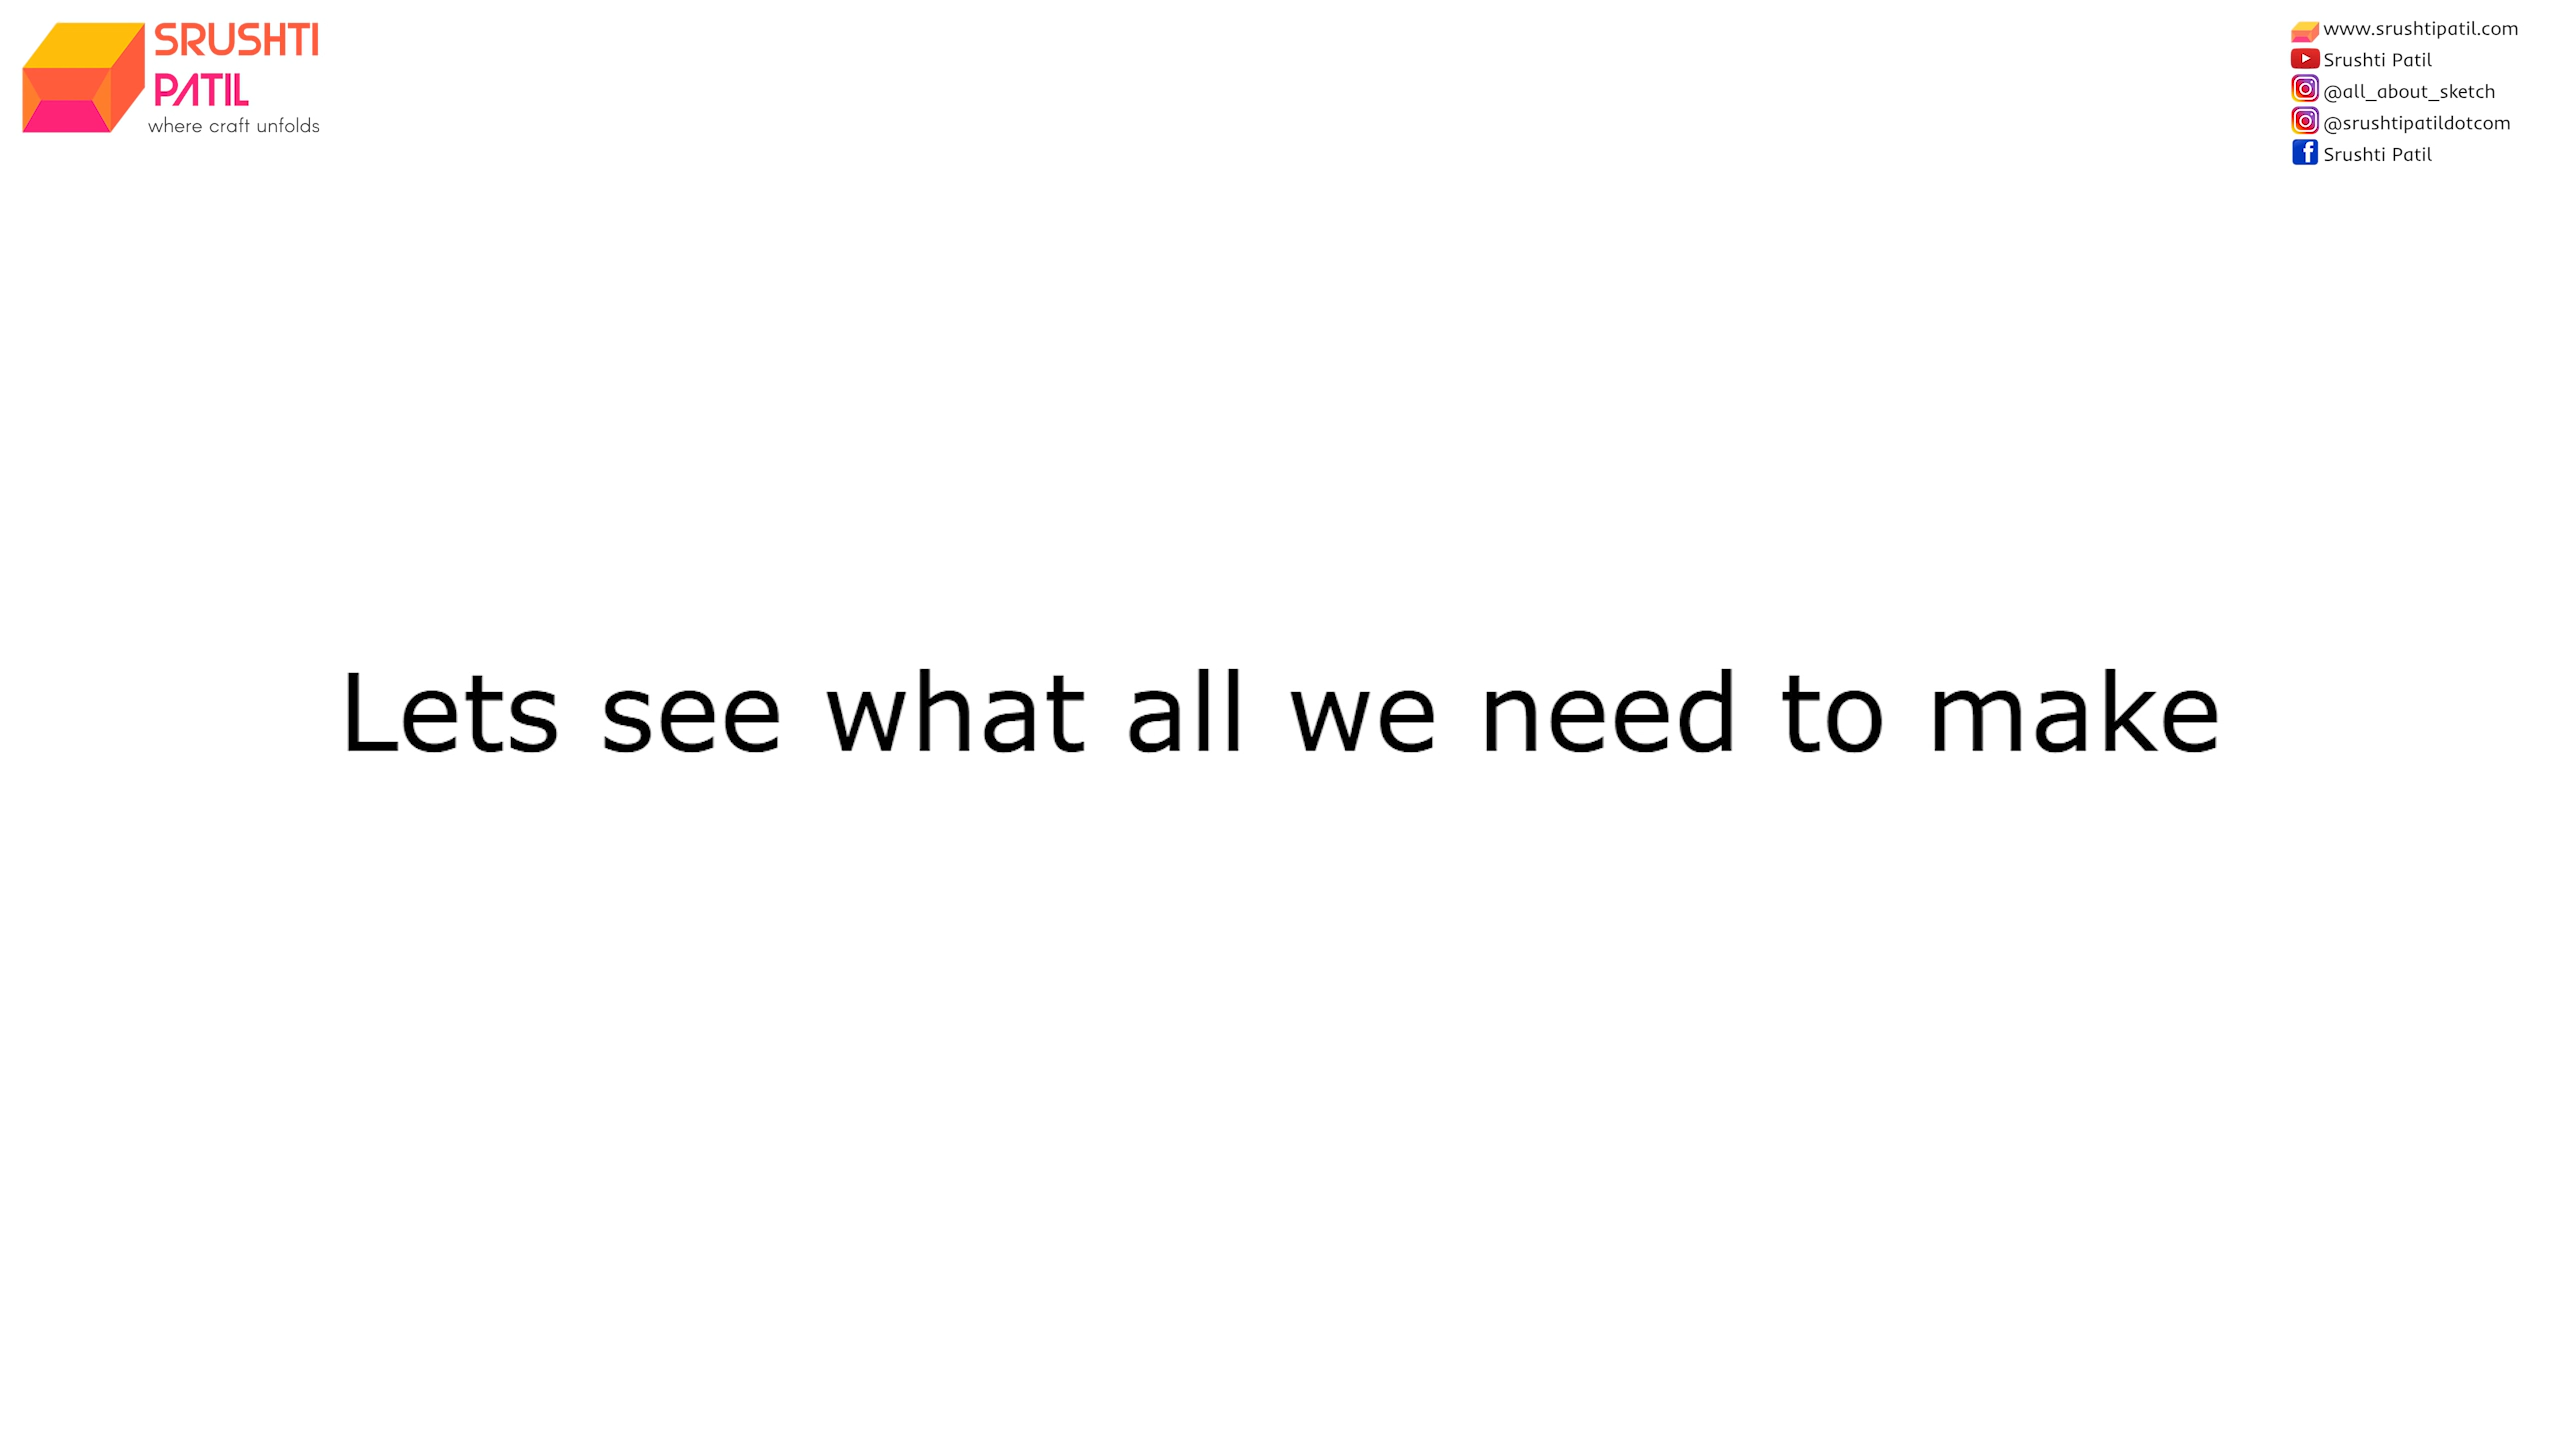 SRUSHTI
PATIL
where craft unfolds
www.srushtipatil.com
Srushti Patil
@all_about_sketch
@srushtipatildotcom
Srushti Patil
Lets see what all we need to make